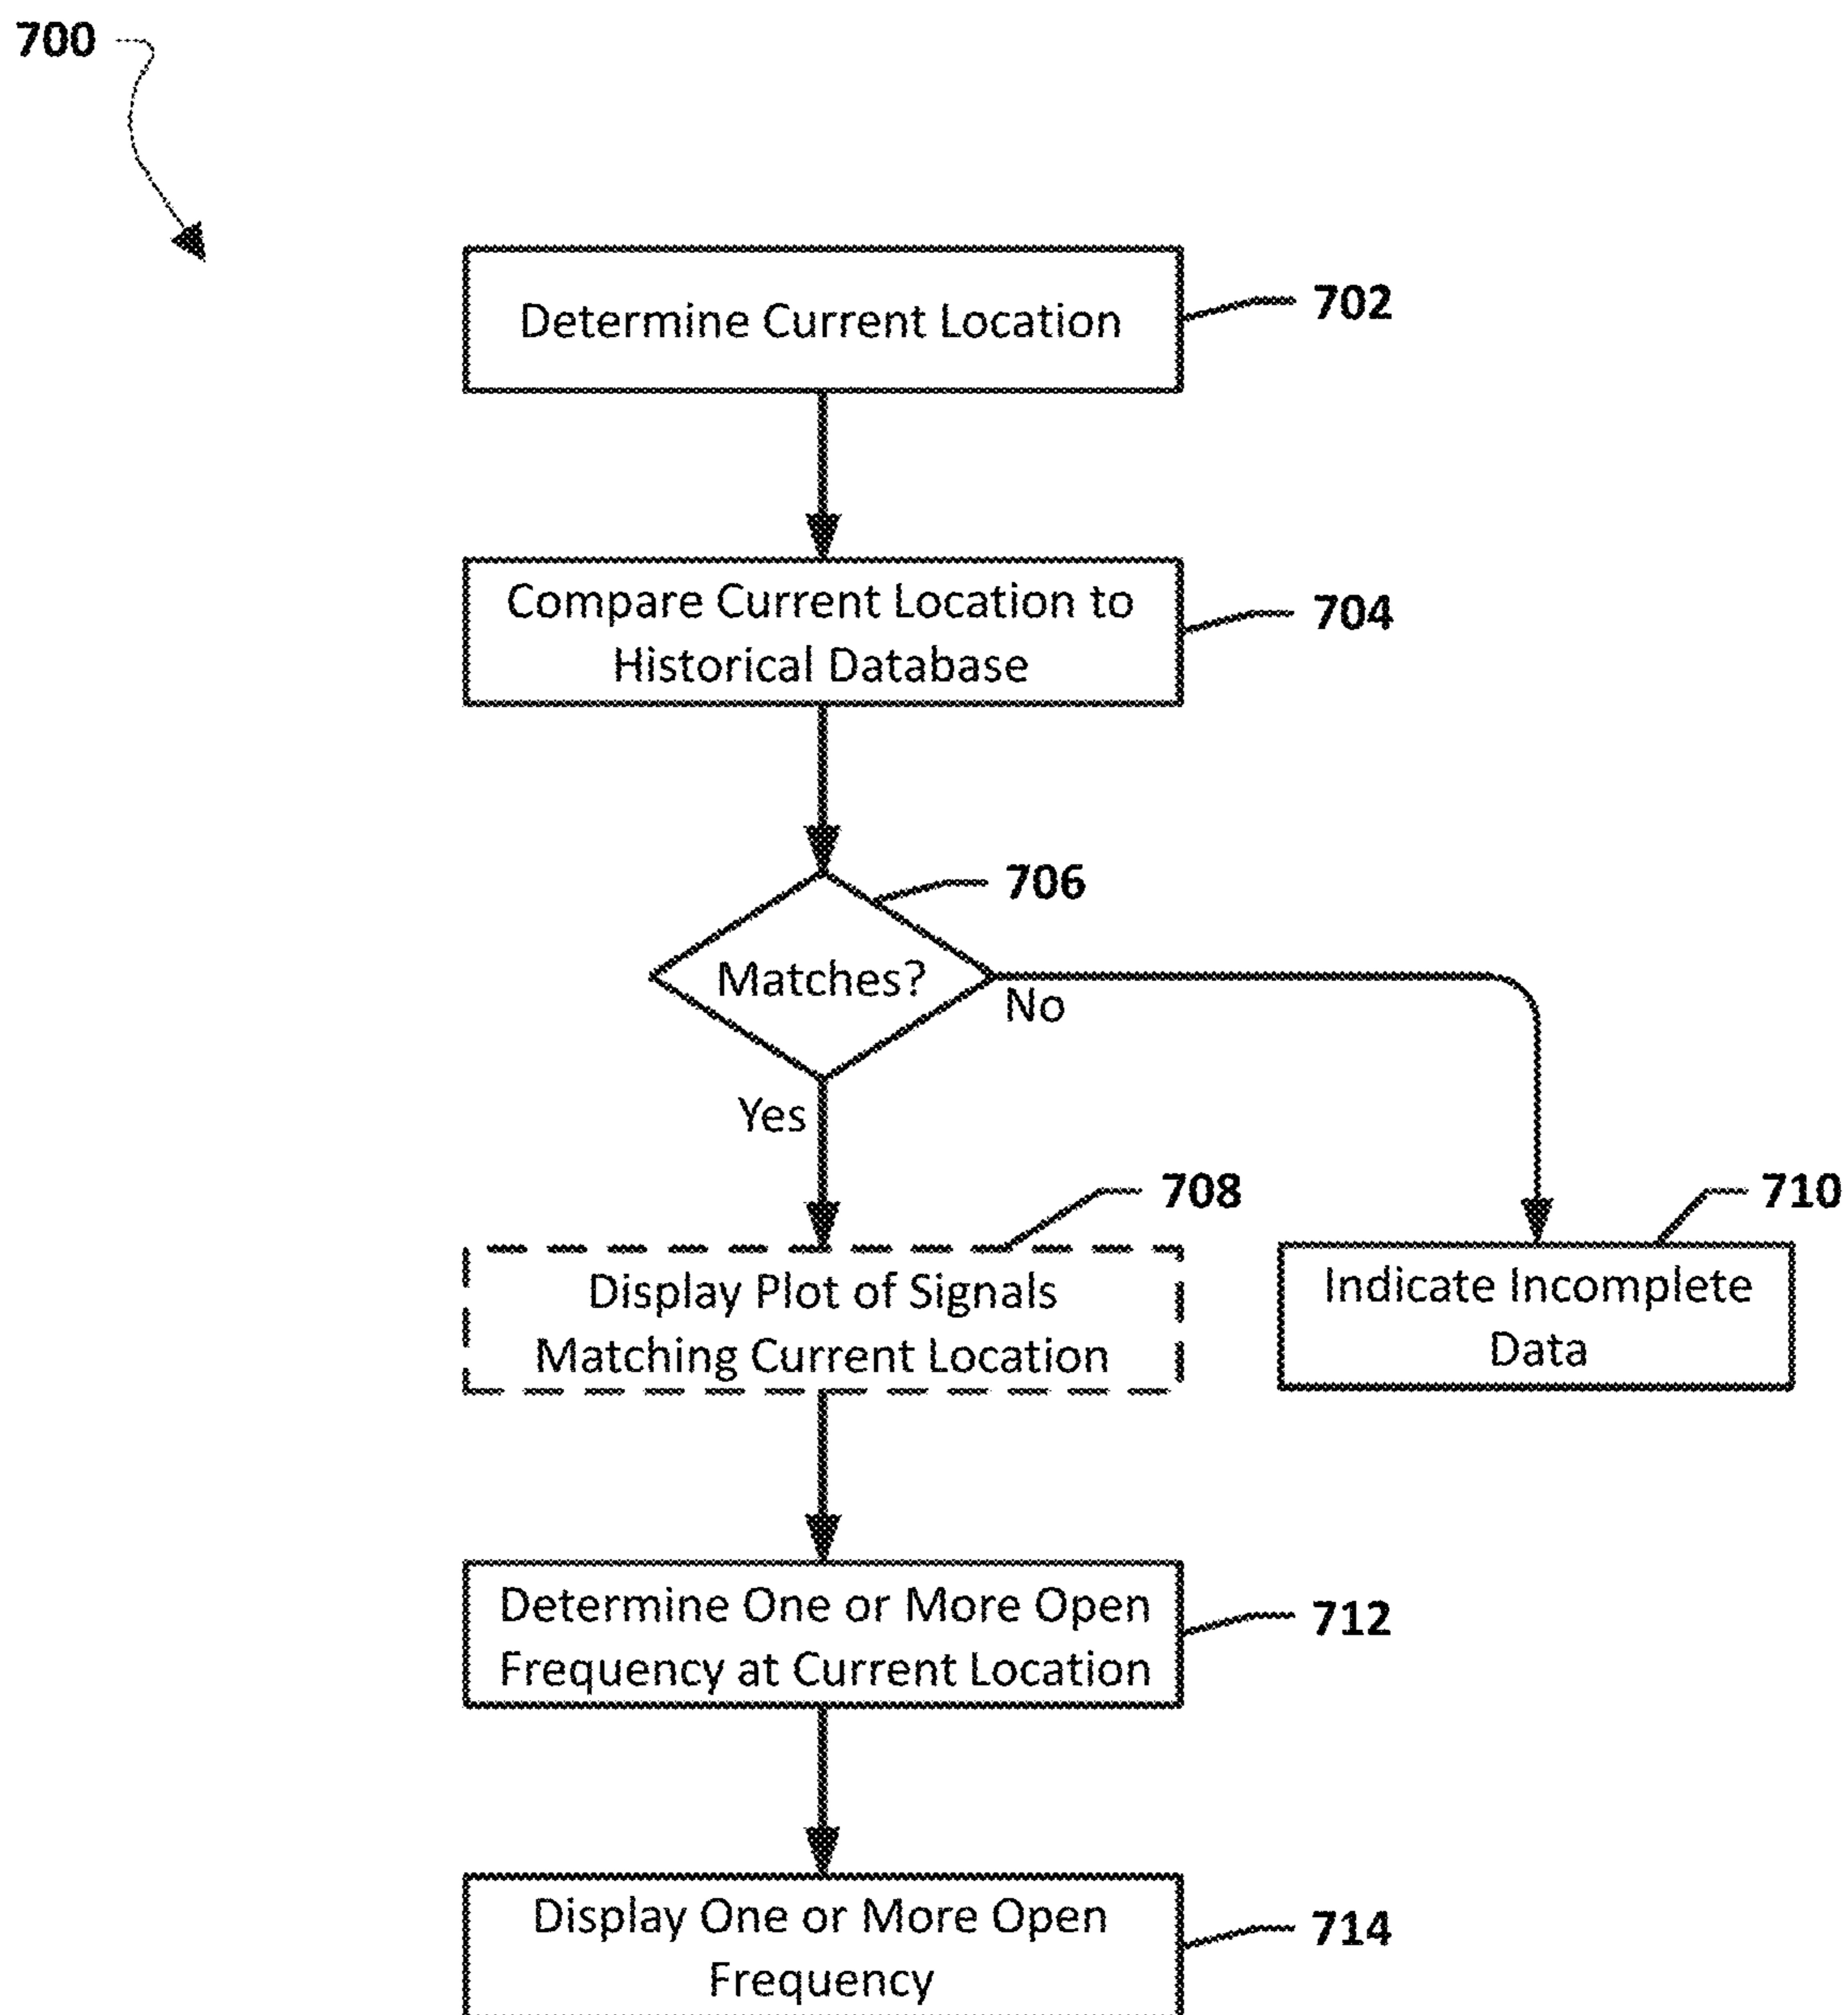 700
Determine Current Location
702
Compare Current Location to
Historical Database
704
706
Matches?
No
Yes
708
710
Display Plot of Signals
Matching Current Location
Indicate Incomplete
Data
Determine One or More Open
Frequency at Current Location
712
Display One or More Open
Frequency
714